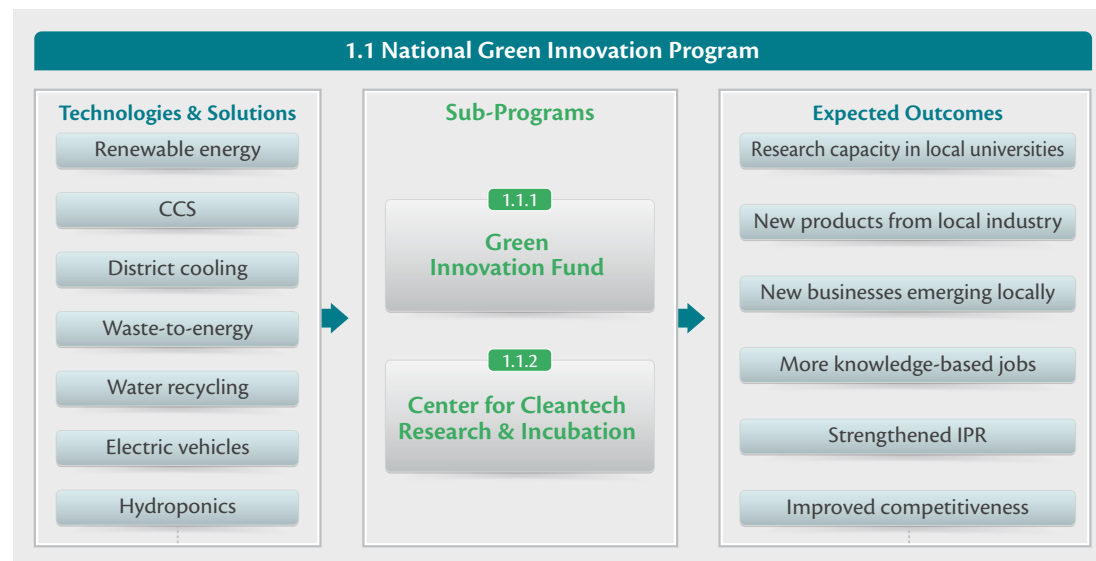 1.1 National Green Innovation Program
Technologies & Solutions
Renewable energy
CCS
District cooling
Waste-to-energy
Water recycling
Electric vehicles
Hydroponics
Sub-Programs
1.1.1
Green
Innovation Fund
1.1.2
Center for Cleantech
Research & Incubation
Expected Outcomes
Research capacity in local universities
New products from local industry
New businesses emerging locally
More knowledge-based jobs
Strengthened IPR
Improved competitiveness